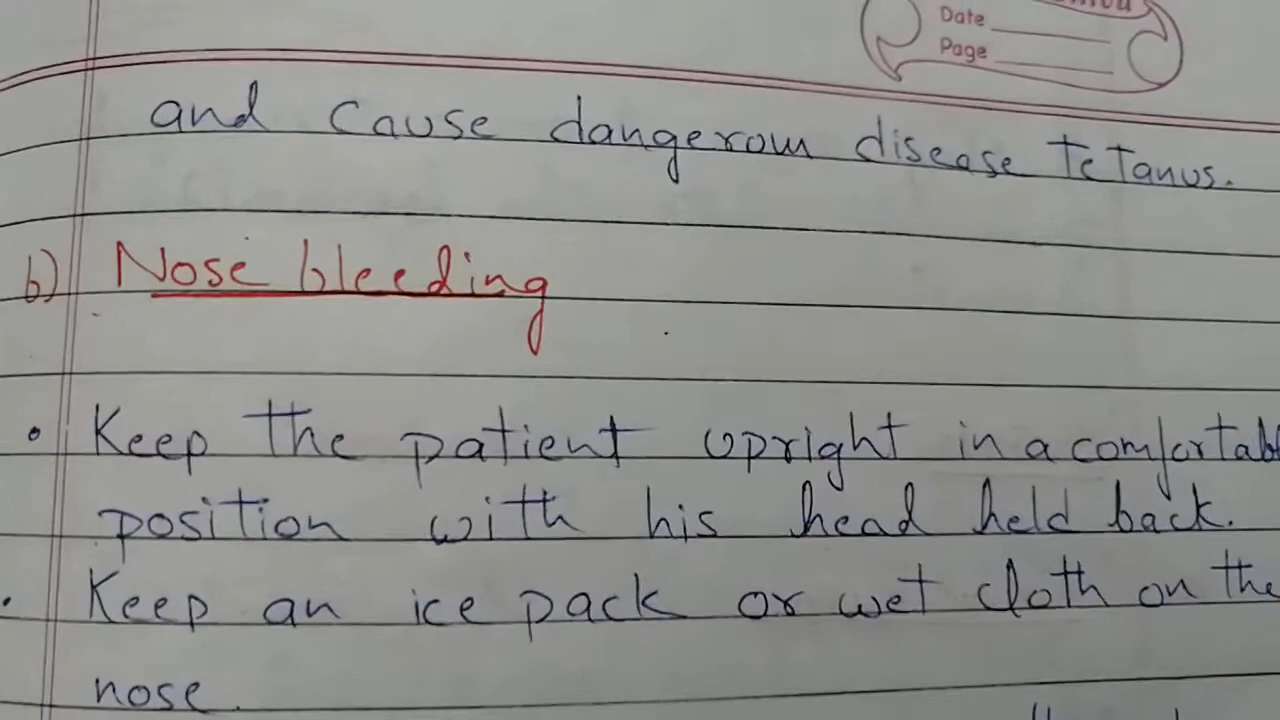 Date
Page
and cause dangerous disease Tetanus.
b) Nose bleeding
• Keep the patient upright in a comfortab
position with his head held back.
• Keep an ice pack or wet cloth on the
nose.